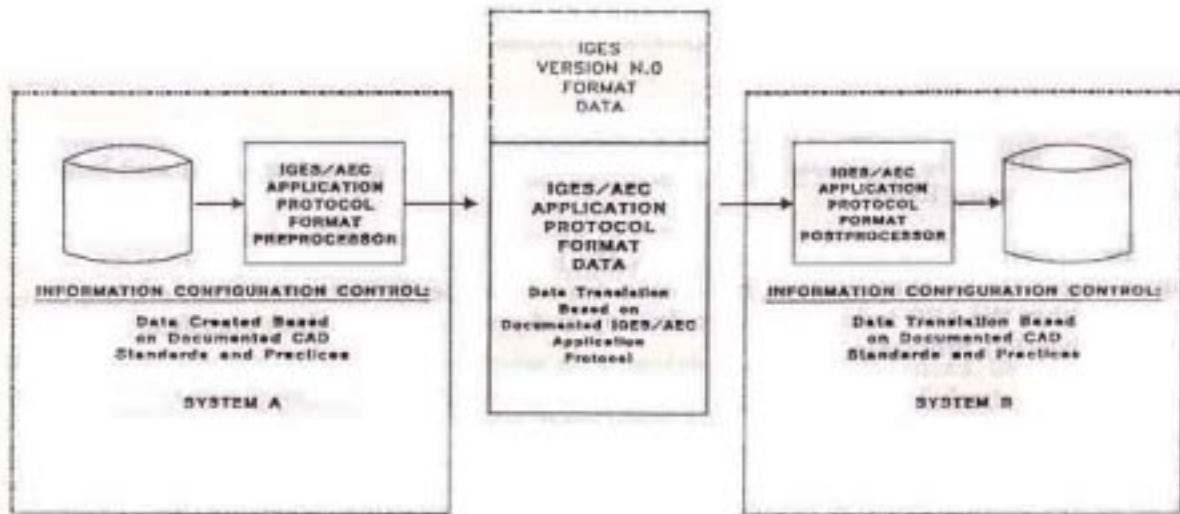 IGES
VERSION N.0
FORMAT
DATA
IGES/AEC
APPLICATION
PROTOCOL
FORMAT
PREPROCESSOR
INFORMATION CONFIGURATION CONTROL:
Data Created Based
on Documented CAD
Standards and Practices
SYSTEM A
IGES/AEC
APPLICATION
PROTOCOL
FORMAT
DATA
Data Translation
Based on
Documented IGES/AEC
Application
Protocol
IGES/AEC
APPLICATION
PROTOCOL
FORMAT
POSTPROCESSOR
INFORMATION CONFIGURATION CONTROL:
Data Translation Based
on Documented CAD
Standards and Practices
SYSTEM B